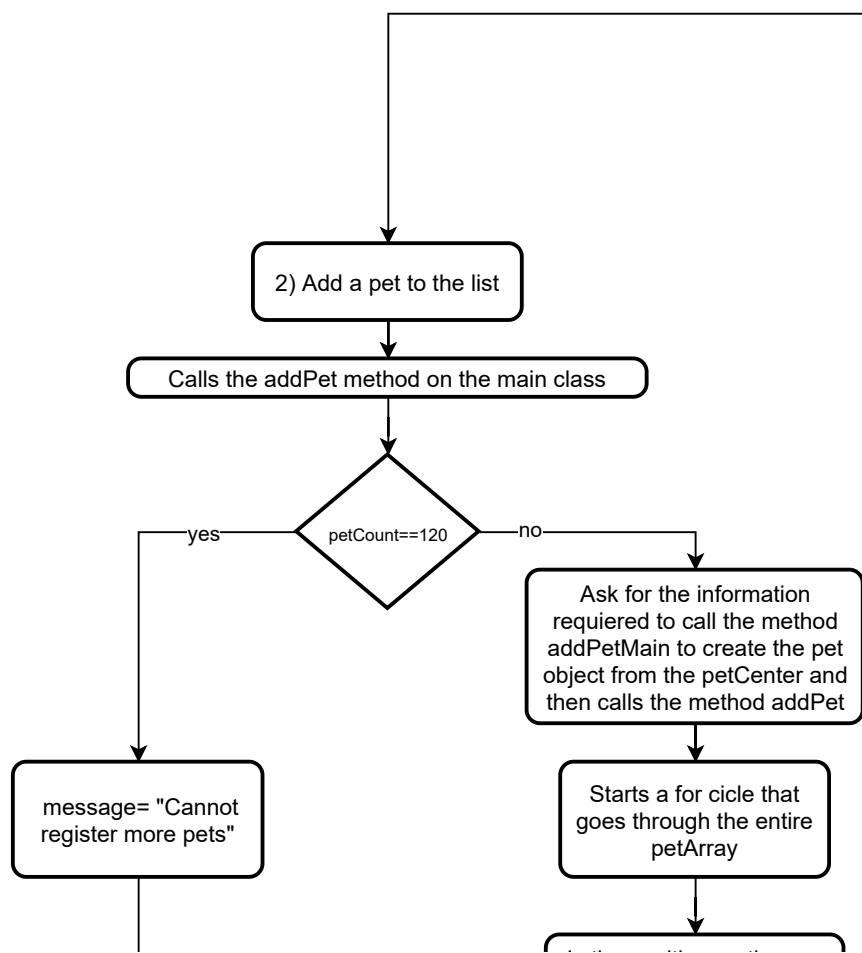 2) Add a pet to the list
Calls the addPet method on the main class
petCount==120
yes
no
Ask for the information
requiered to call the method
addPetMain to create the pet
object from the petCenter and
then calls the method addPet
message= "Cannot
register more pets"
Starts a for cicle that
goes through the entire
petArray